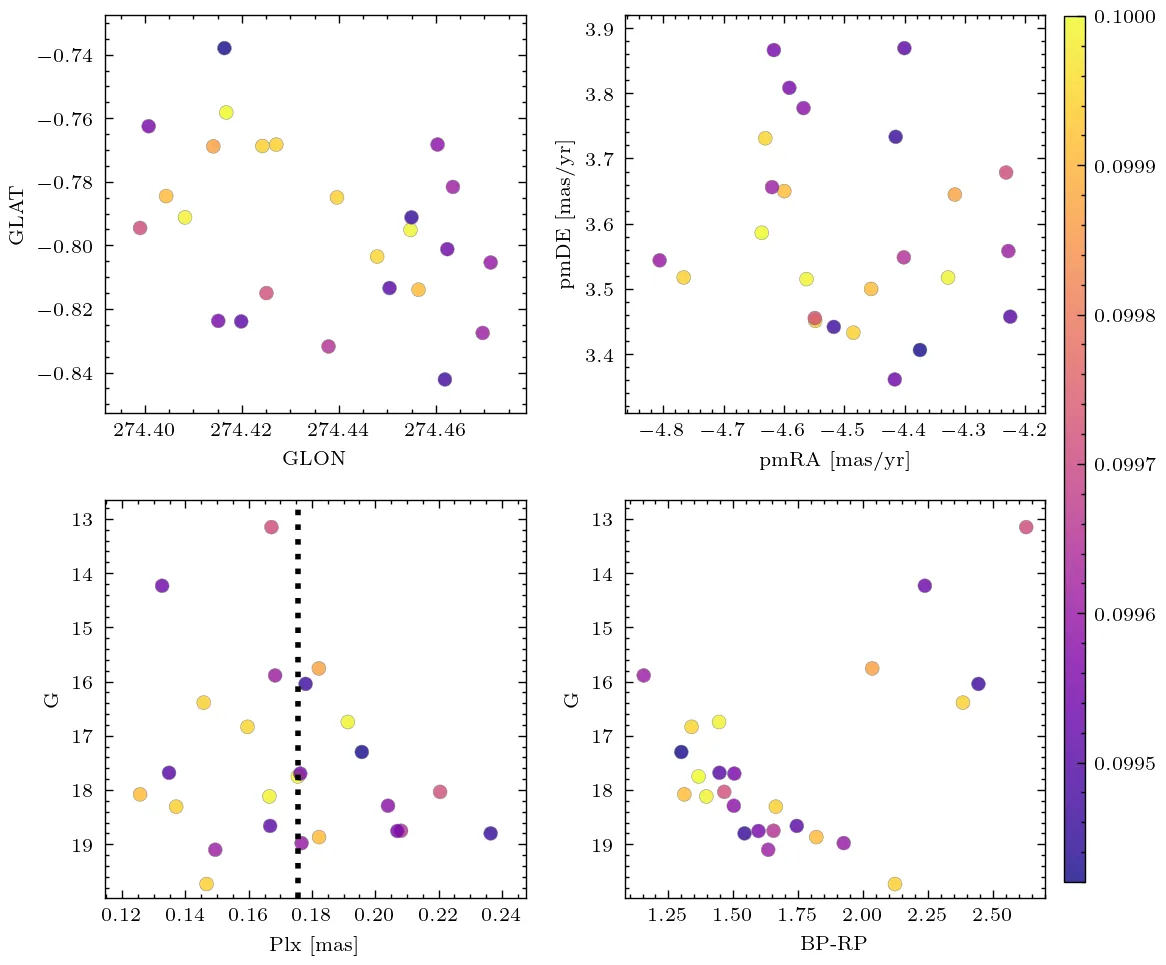 −0.74
−0.76
−0.78
−0.80
−0.82
−0.84
GLAT
274.40 274.42 274.44 274.46
GLON
3.9
3.8
3.7
3.6
3.5
3.4
pmDE [mas/yr]
−4.8 −4.7 −4.6 −4.5 −4.4 −4.3 −4.2
pmRA [mas/yr]
0.1000
0.0999
0.0998
0.0997
0.0996
0.0995
13
14
15
16
17
18
19
G
0.12 0.14 0.16 0.18 0.20 0.22 0.24
Plx [mas]
13
14
15
16
17
18
19
G
1.25 1.50 1.75 2.00 2.25 2.50
BP-RP